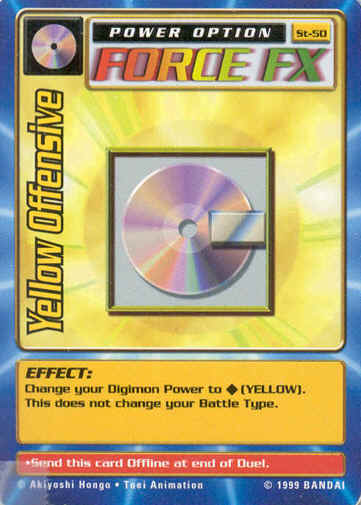 POWER OPTION
St-50
FORCE FX
Yellow Offensive
EFFECT:
Change your Digimon Power to ◆ (YELLOW).
This does not change your Battle Type.
•Send this card Offline at end of Duel.
© Akiyoshi Hongo • Toei Animation
© 1999 BANDAI